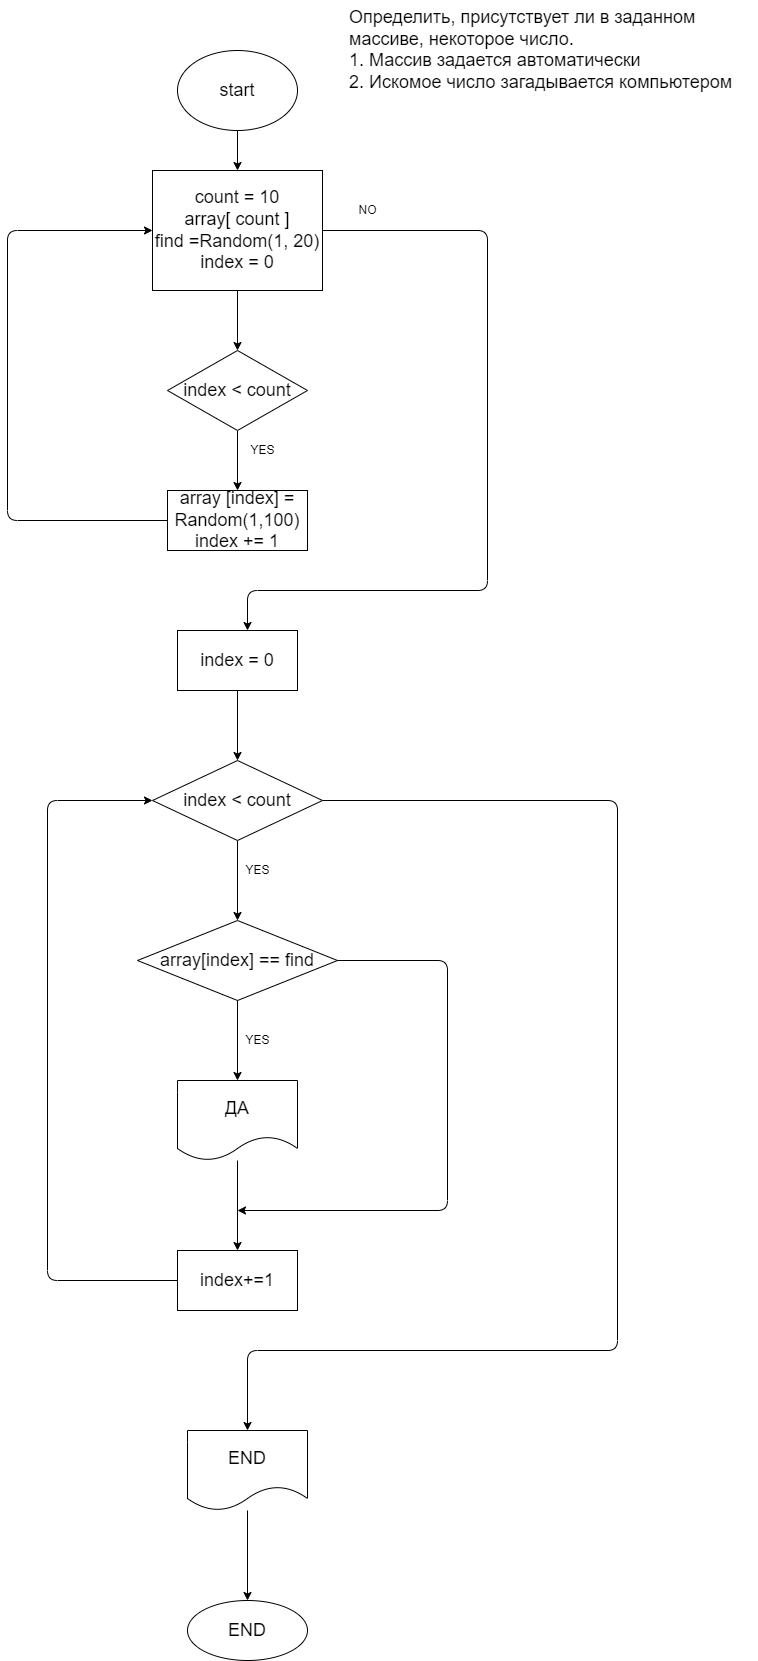 Определить, присутствует ли в заданном
массиве, некоторое число.
1. Массив задается автоматически
2. Искомое число загадывается компьютером
start
count = 10
array[ count ]
find =Random(1, 20)
index = 0
NO
index < count
YES
array [index] =
Random(1,100)
index += 1
index = 0
index < count
YES
array[index] == find
YES
ДА
index+=1
END
END